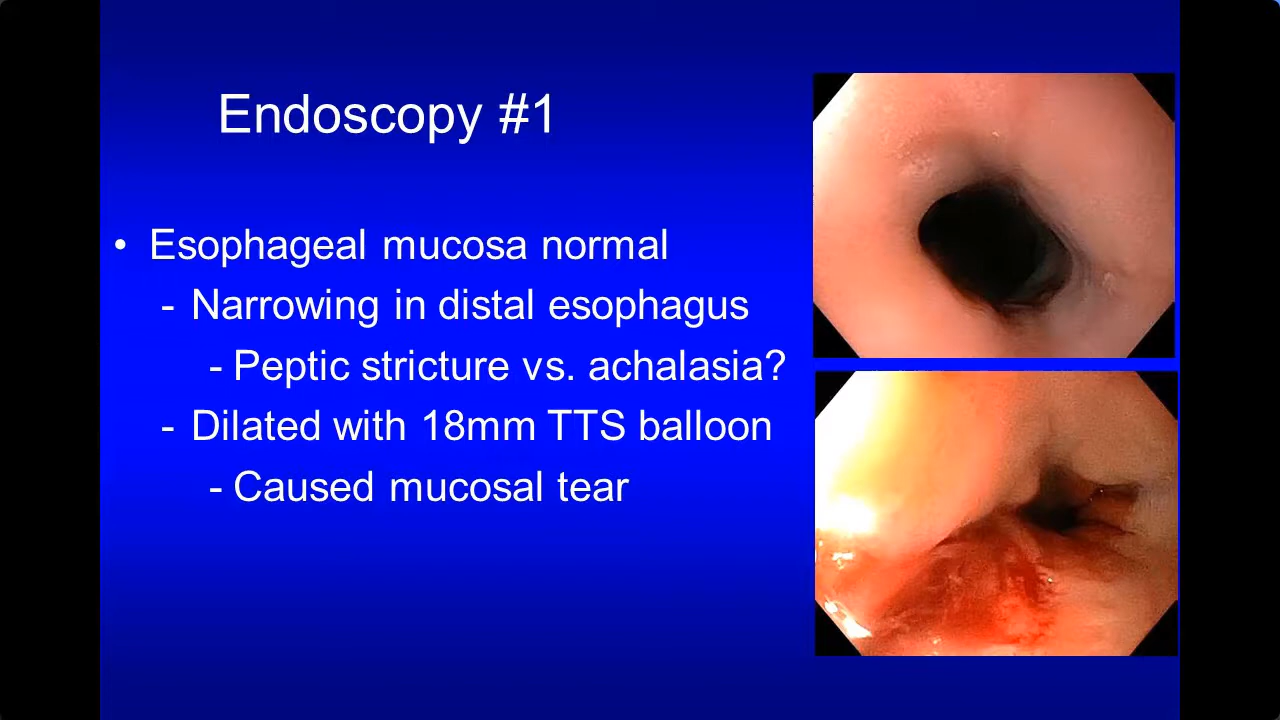 Endoscopy #1
• Esophageal mucosa normal
- Narrowing in distal esophagus
- Peptic stricture vs. achalasia?
- Dilated with 18mm TTS balloon
- Caused mucosal tear